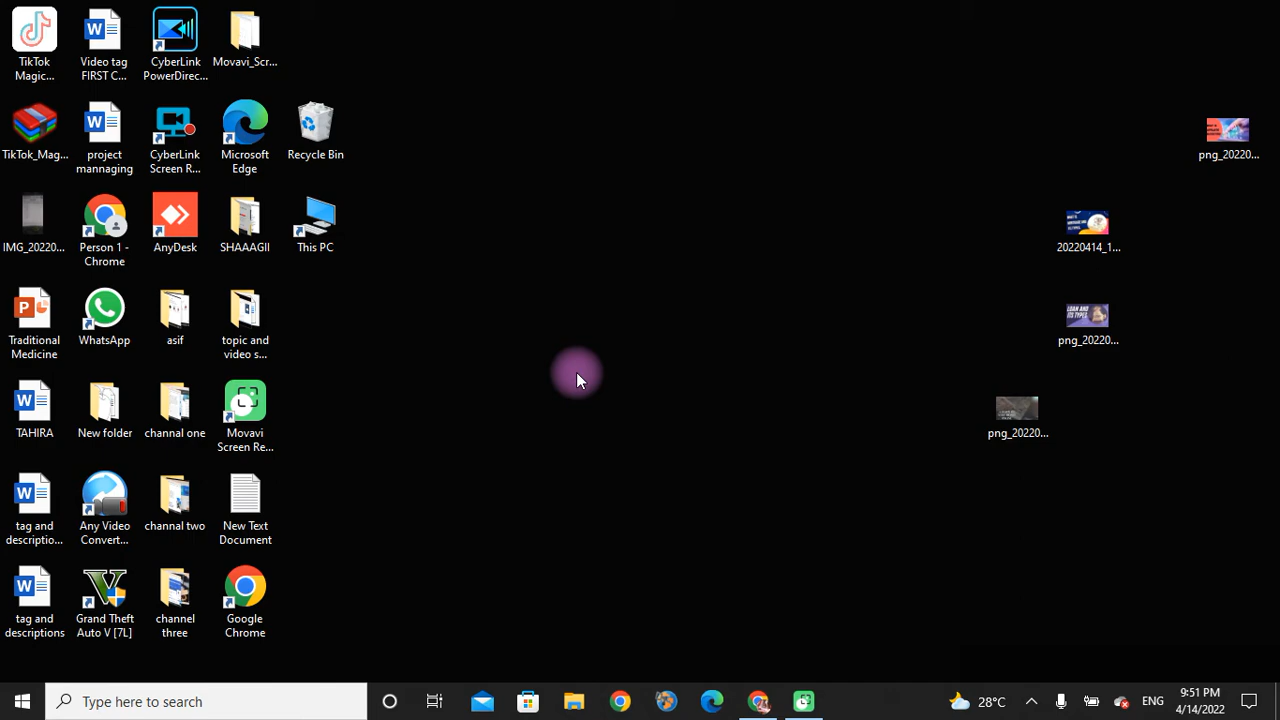 TikTok
Magic...
Video tag
FIRST C...
CyberLink
PowerDirec...
Movavi_Scr...
TikTok_Mag...
project
mannaging
CyberLink
Screen R...
Microsoft
Edge
Recycle Bin
png_20220...
IMG_20220...
Person 1 -
Chrome
AnyDesk
SHAAAGII
This PC
20220414_1...
P
Traditional
Medicine
WhatsApp
asif
topic and
video s...
LOAN AND
ITS TYPES
png_20220...
TAHIRA
New folder
channal one
Movavi
Screen Re...
png_20220...
tag and
descriptio...
Any Video
Convert...
channal two
New Text
Document
tag and
descriptions
Grand Theft
Auto V [7L]
channel
three
Google
Chrome
Type here to search
28°C
ENG
9:51 PM
4/14/2022